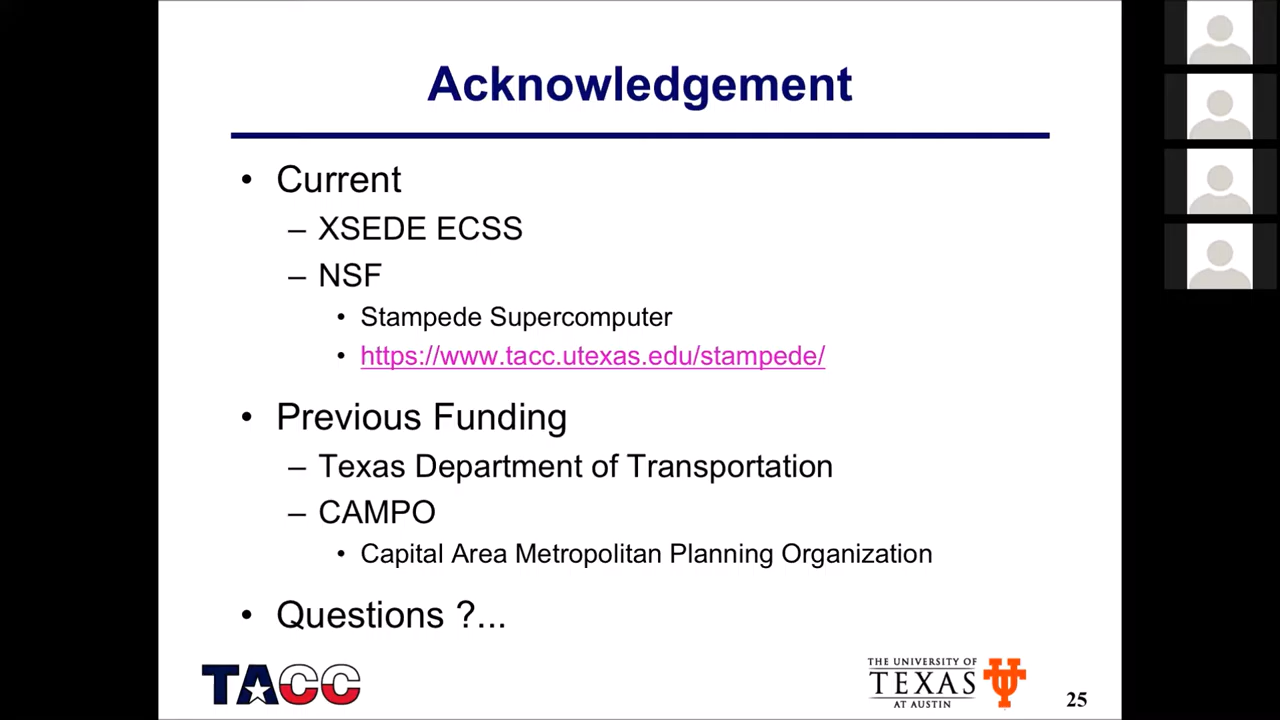 Acknowledgement
• Current
– XSEDE ECSS
– NSF
• Stampede Supercomputer
• https://www.tacc.utexas.edu/stampede/
• Previous Funding
– Texas Department of Transportation
– CAMPO
• Capital Area Metropolitan Planning Organization
• Questions ?...
TACC
THE UNIVERSITY OF
TEXAS
AT AUSTIN
25